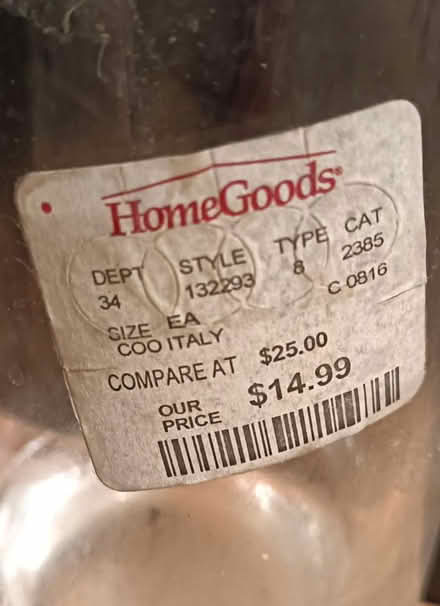 HomeGoods®
DEPT STYLE TYPE CAT
34 132293 8 2385
SIZE EA C 0816
COO ITALY
COMPARE AT $25.00
OUR PRICE $14.99